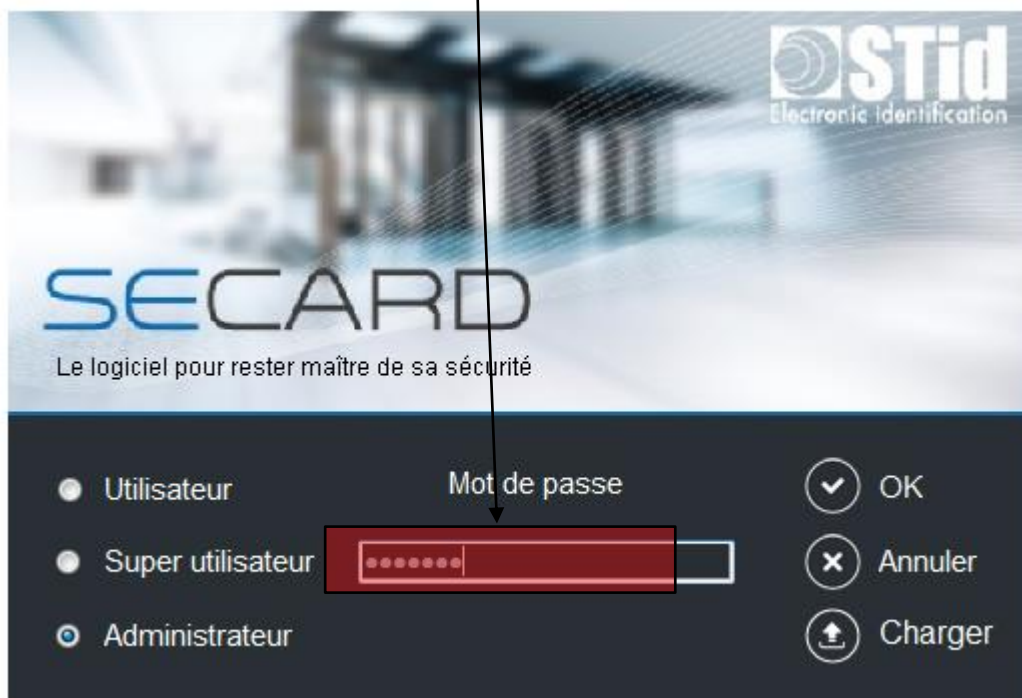 STid
Electronic identification
SECARD
Le logiciel pour rester maître de sa sécurité
Utilisateur
Mot de passe
OK
Super utilisateur
•••••••
Annuler
Administrateur
Charger